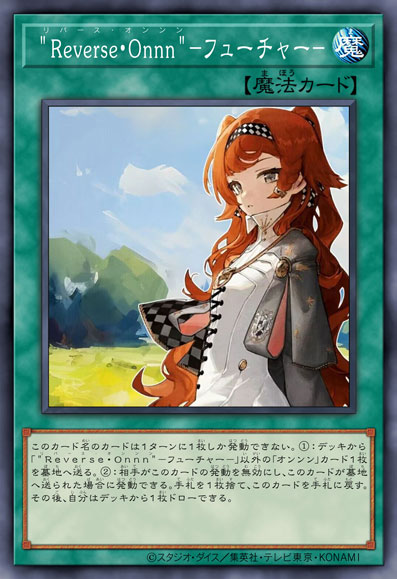 リバース・オンンン
"Reverse・Onnn"−フューチャー−
魔
まほう
【魔法カード】
このカード名のカードは1ターンに1枚しか発動できない。①：デッキから
「"Ｒｅｖｅｒｓｅ・Ｏｎｎｎ"−フューチャー−」以外の「オンンン」カード1枚
を墓地へ送る。②：相手がこのカードの発動を無効にし、このカードが墓地
へ送られた場合に発動できる。手札を1枚捨て、このカードを手札に戻す。
その後、自分はデッキから1枚ドローできる。
©スタジオ・ダイス／集英社・テレビ東京・KONAMI